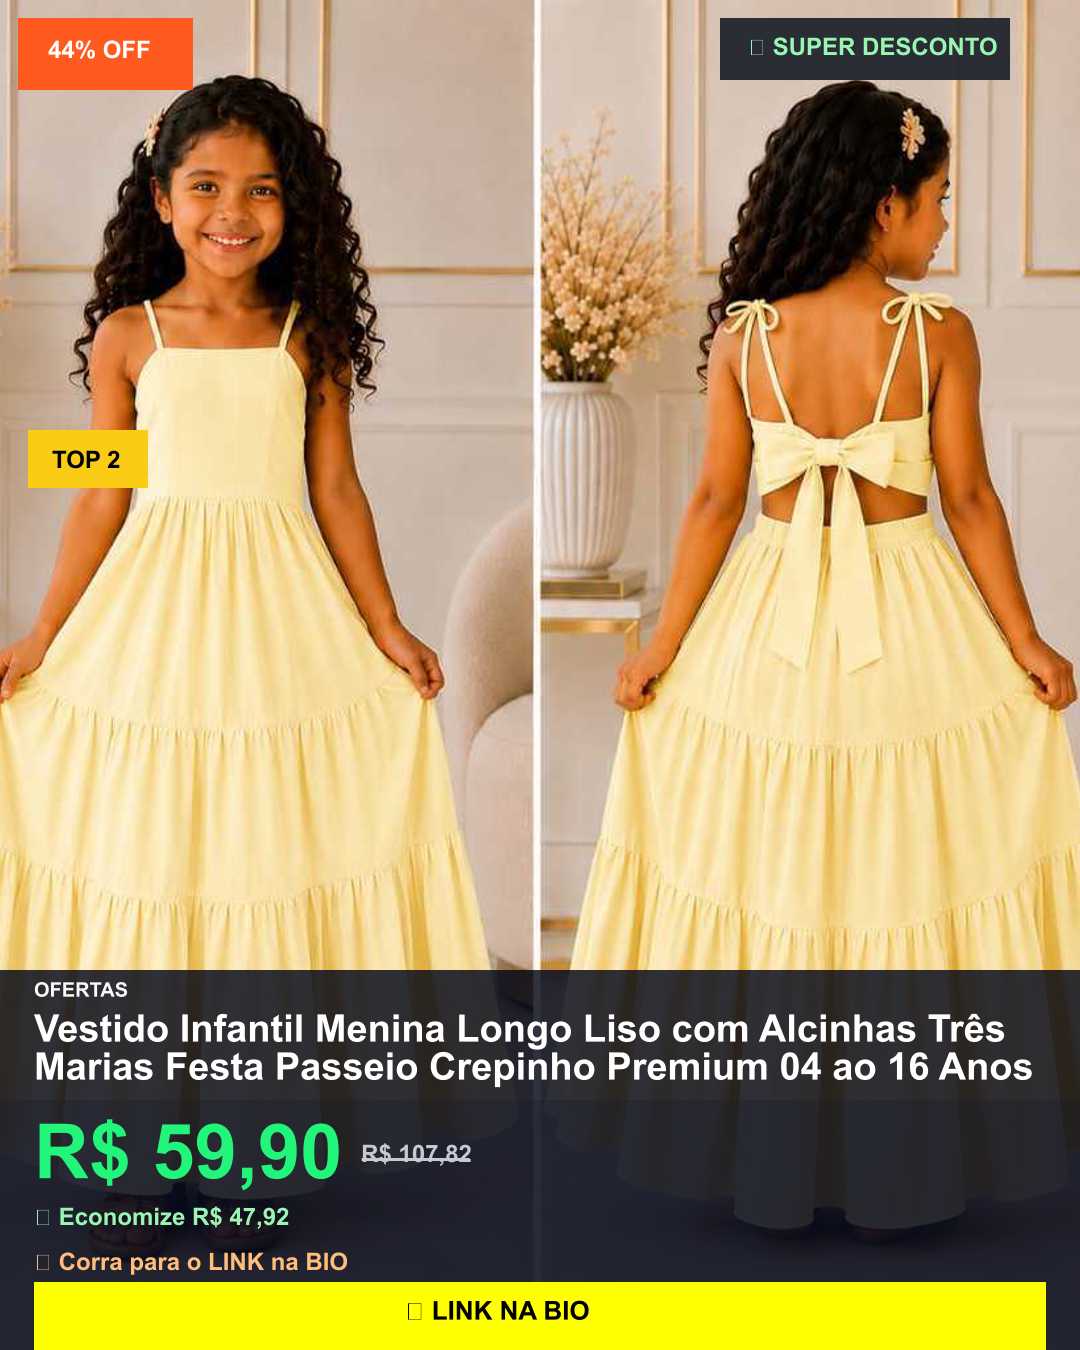 44% OFF
SUPER DESCONTO
TOP 2
OFERTAS
Vestido Infantil Menina Longo Liso com Alcinhas Três
Marias Festa Passeio Crepinho Premium 04 ao 16 Anos
R$ 59,90 R$ 107,82
Economize R$ 47,92
Corra para o LINK na BIO
LINK NA BIO